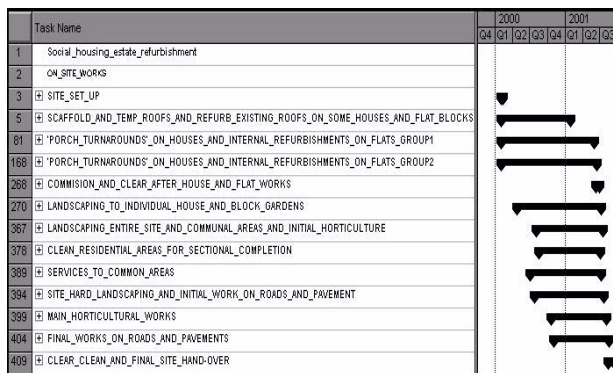 Task Name
2000 2001
Q4 Q1 Q2 Q3 Q4 Q1 Q2 Q3
1 Social_housing_estate_refurbishment
2 ON_SITE_WORKS
3 SITE_SET_UP
5 SCAFFOLD_AND_TEMP_ROOFS_AND_REFURB_EXISTING_ROOFS_ON_SOME_HOUSES_AND_FLAT_BLOCKS
81 'PORCH_TURNAROUNDS'_ON_HOUSES_AND_INTERNAL_REFURBISHMENTS_ON_FLATS_GROUP1
168 'PORCH_TURNAROUNDS'_ON_HOUSES_AND_INTERNAL_REFURBISHMENTS_ON_FLATS_GROUP2
268 COMMISION_AND_CLEAR_AFTER_HOUSE_AND_FLAT_WORKS
270 LANDSCAPING_TO_INDIVIDUAL_HOUSE_AND_BLOCK_GARDENS
367 LANDSCAPING_ENTIRE_SITE_AND_COMMUNAL_AREAS_AND_INITIAL_HORTICULTURE
378 CLEAN_RESIDENTIAL_AREAS_FOR_SECTIONAL_COMPLETION
389 SERVICES_TO_COMMON_AREAS
394 SITE_HARD_LANDSCAPING_AND_INITIAL_WORK_ON_ROADS_AND_PAVEMENT
399 MAIN_HORTICULTURAL_WORKS
404 FINAL_WORKS_ON_ROADS_AND_PAVEMENTS
409 CLEAR_CLEAN_AND_FINAL_SITE_HAND-OVER